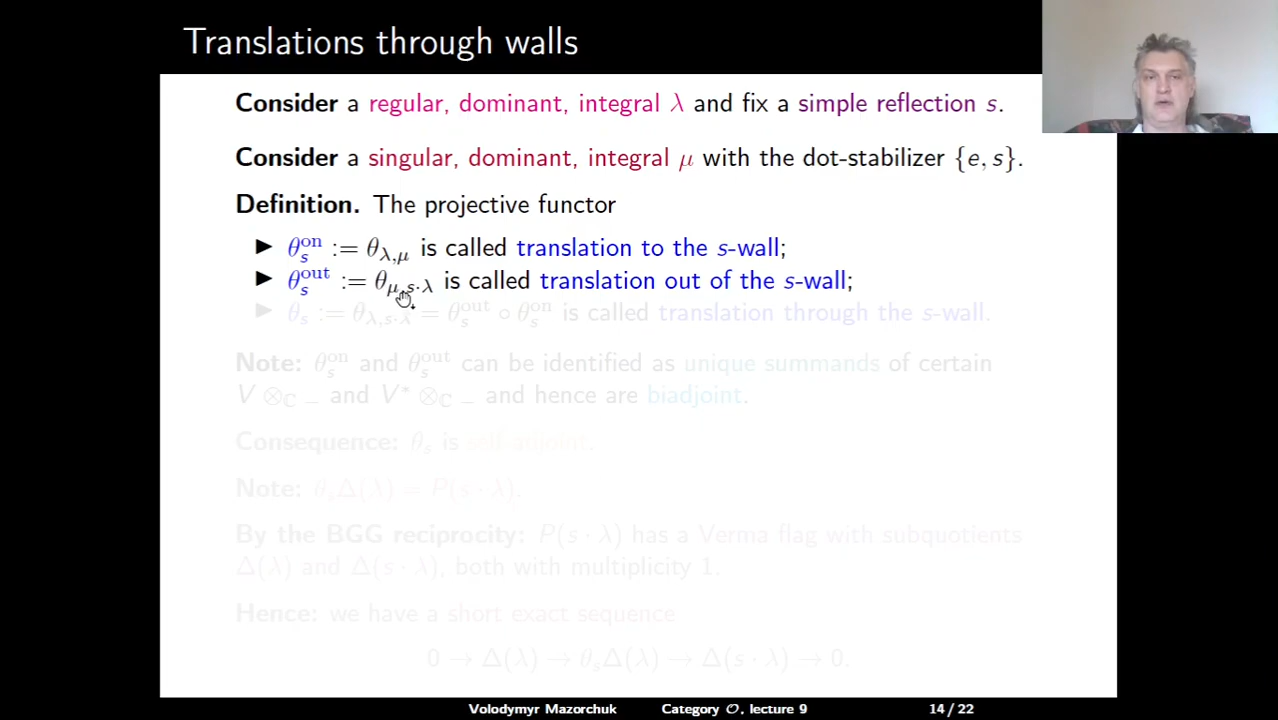 Translations through walls
Consider a regular, dominant, integral λ and fix a simple reflection s.
Consider a singular, dominant, integral μ with the dot-stabilizer {e, s}.
Definition. The projective functor
▶ θ_s^on := θ_{λ,μ} is called translation to the s-wall;
▶ θ_s^out := θ_{μ,s·λ} is called translation out of the s-wall;
▶ θ_s := θ_{λ,s·λ} = θ_s^out ∘ θ_s^on is called translation through the s-wall.
Note: θ_s^on and θ_s^out can be identified as unique summands of certain
V ⊗_ℂ − and V* ⊗_ℂ − and hence are biadjoint.
Consequence: θ_s is self-adjoint.
Note: θ_sΔ(λ) = P(s · λ).
By the BGG reciprocity: P(s · λ) has a Verma flag with subquotients
Δ(λ) and Δ(s · λ), both with multiplicity 1.
Hence: we have a short exact sequence
0 → Δ(λ) → θ_sΔ(λ) → Δ(s · λ) → 0.
Volodymyr Mazorchuk Category O, lecture 9 14 / 22